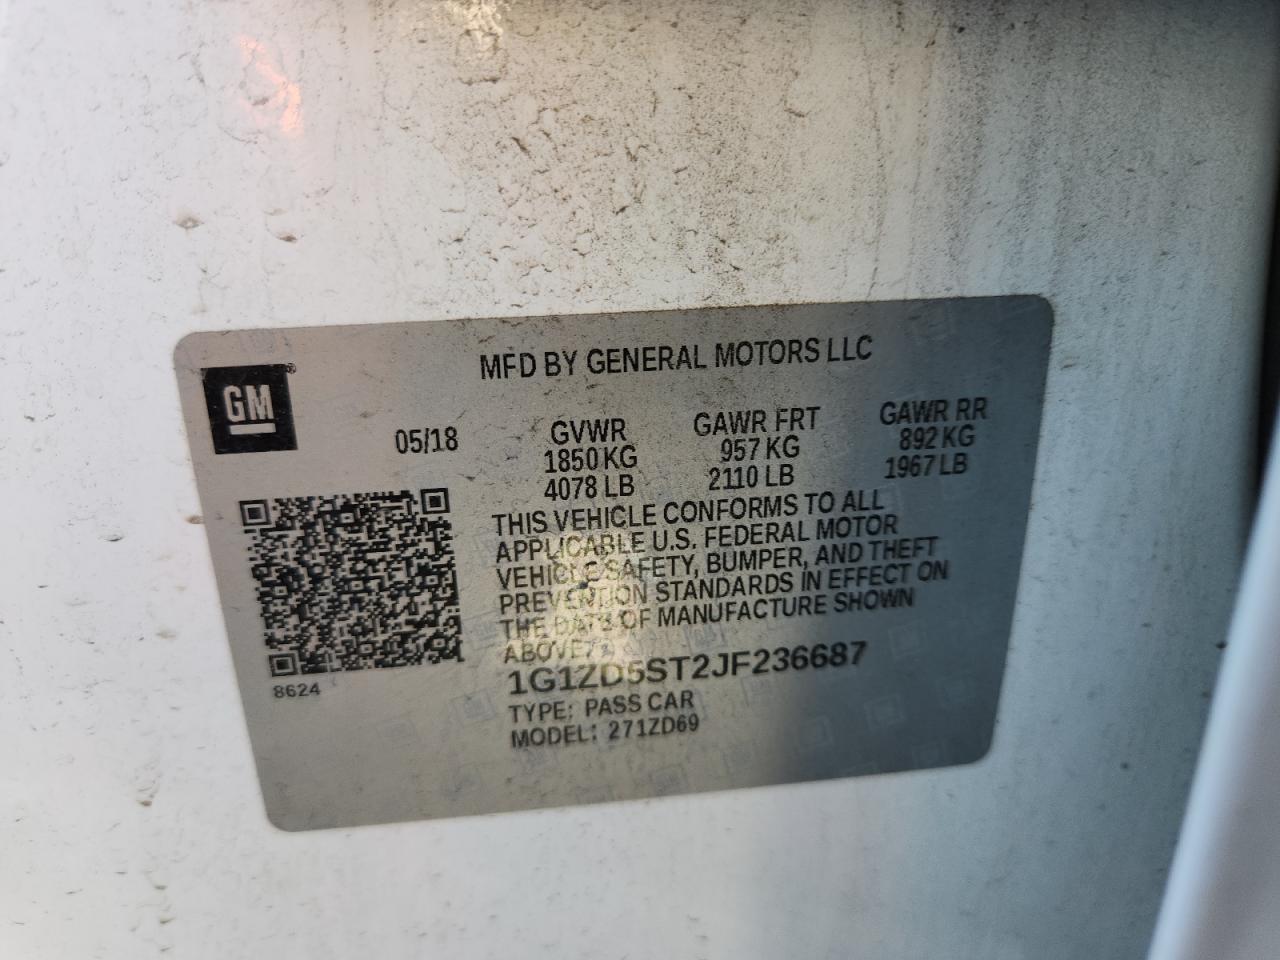 MFD BY GENERAL MOTORS LLC
GM
05/18
GVWR GAWR FRT GAWR RR
1850 KG 957 KG 892 KG
4078 LB 2110 LB 1967 LB
THIS VEHICLE CONFORMS TO ALL
APPLICABLE U.S. FEDERAL MOTOR
VEHICLE SAFETY, BUMPER, AND THEFT
PREVENTION STANDARDS IN EFFECT ON
THE DATE OF MANUFACTURE SHOWN
ABOVE.
8624
1G1ZD5ST2JF236687
TYPE: PASS CAR
MODEL: 271ZD69